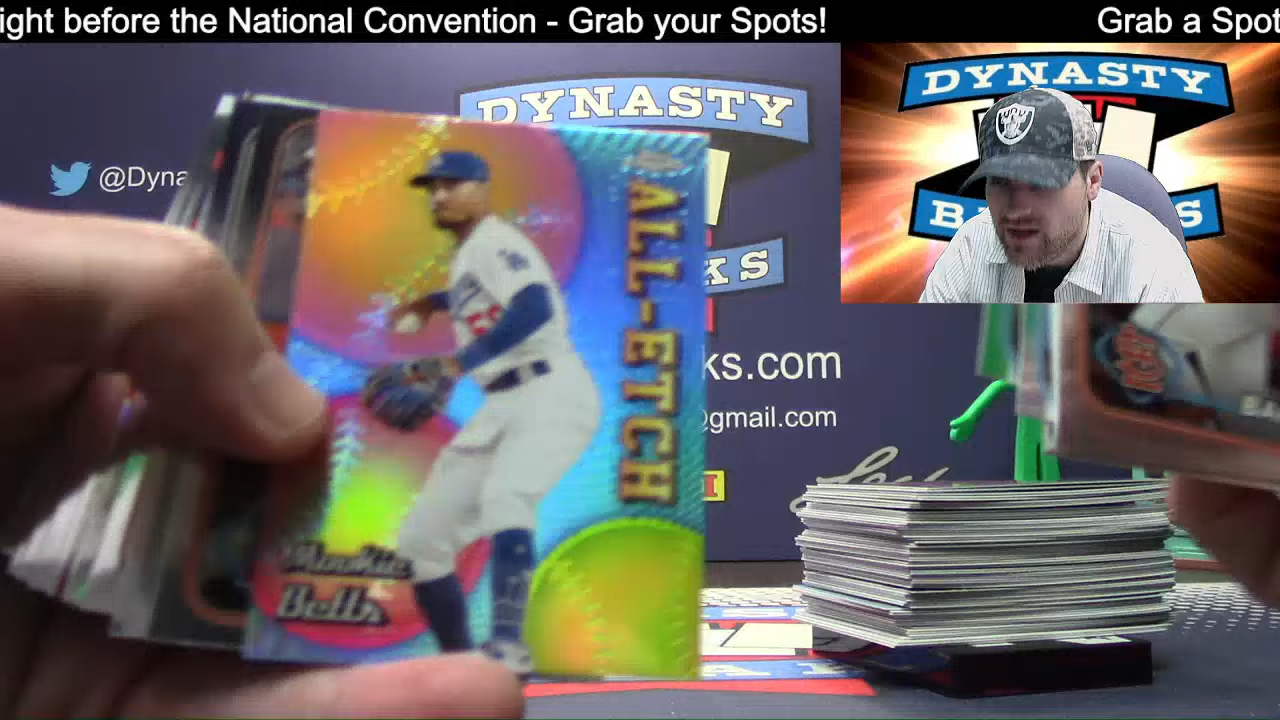 ight before the National Convention - Grab your Spots!
Grab a Spot
DYNASTY
DYNASTY
@Dyna
ALL-ETCH
B
S
KS
ks.com
@gmail.com
BA
Mookie
Betts